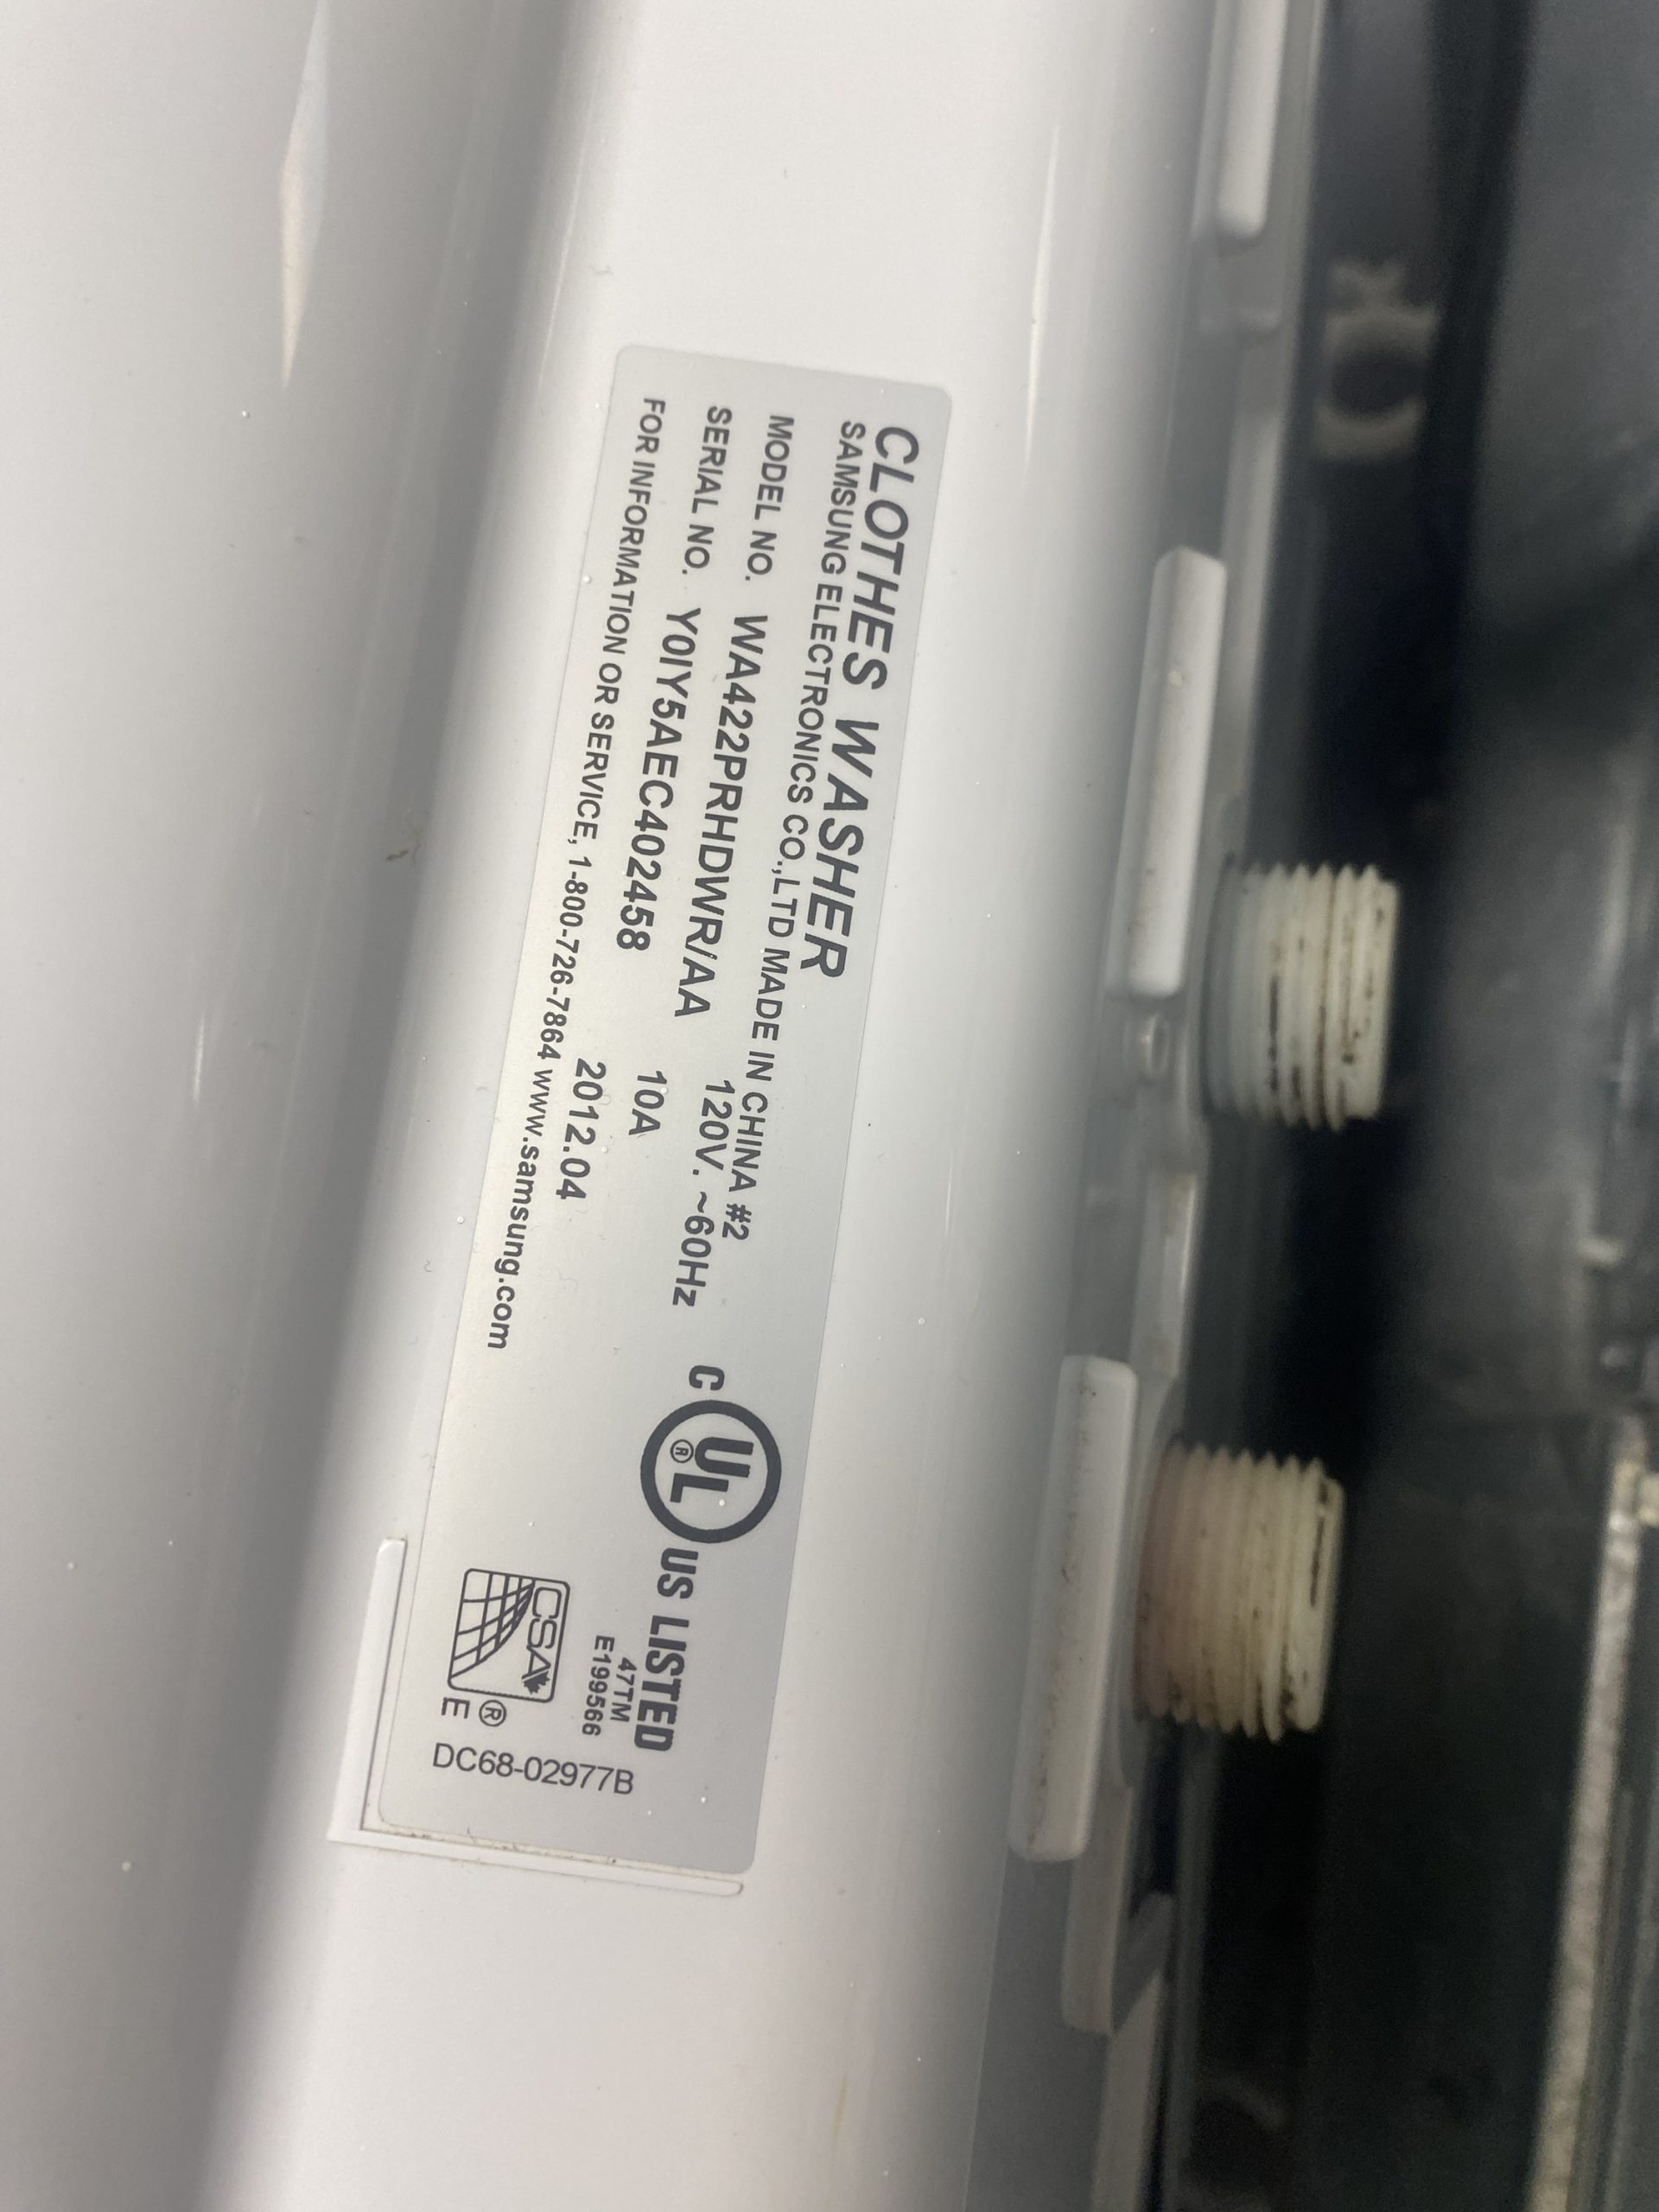 CLOTHES WASHER
SAMSUNG ELECTRONICS CO.,LTD MADE IN CHINA #2
MODEL NO. WA422PRHDWR/AA 120V. ~60Hz
SERIAL NO. Y0IY5AEC402458 10A
2012.04
FOR INFORMATION OR SERVICE, 1-800-726-7864 www.samsung.com
C UL® US LISTED
47TM
E199566
CSA ®
E
DC68-02977B